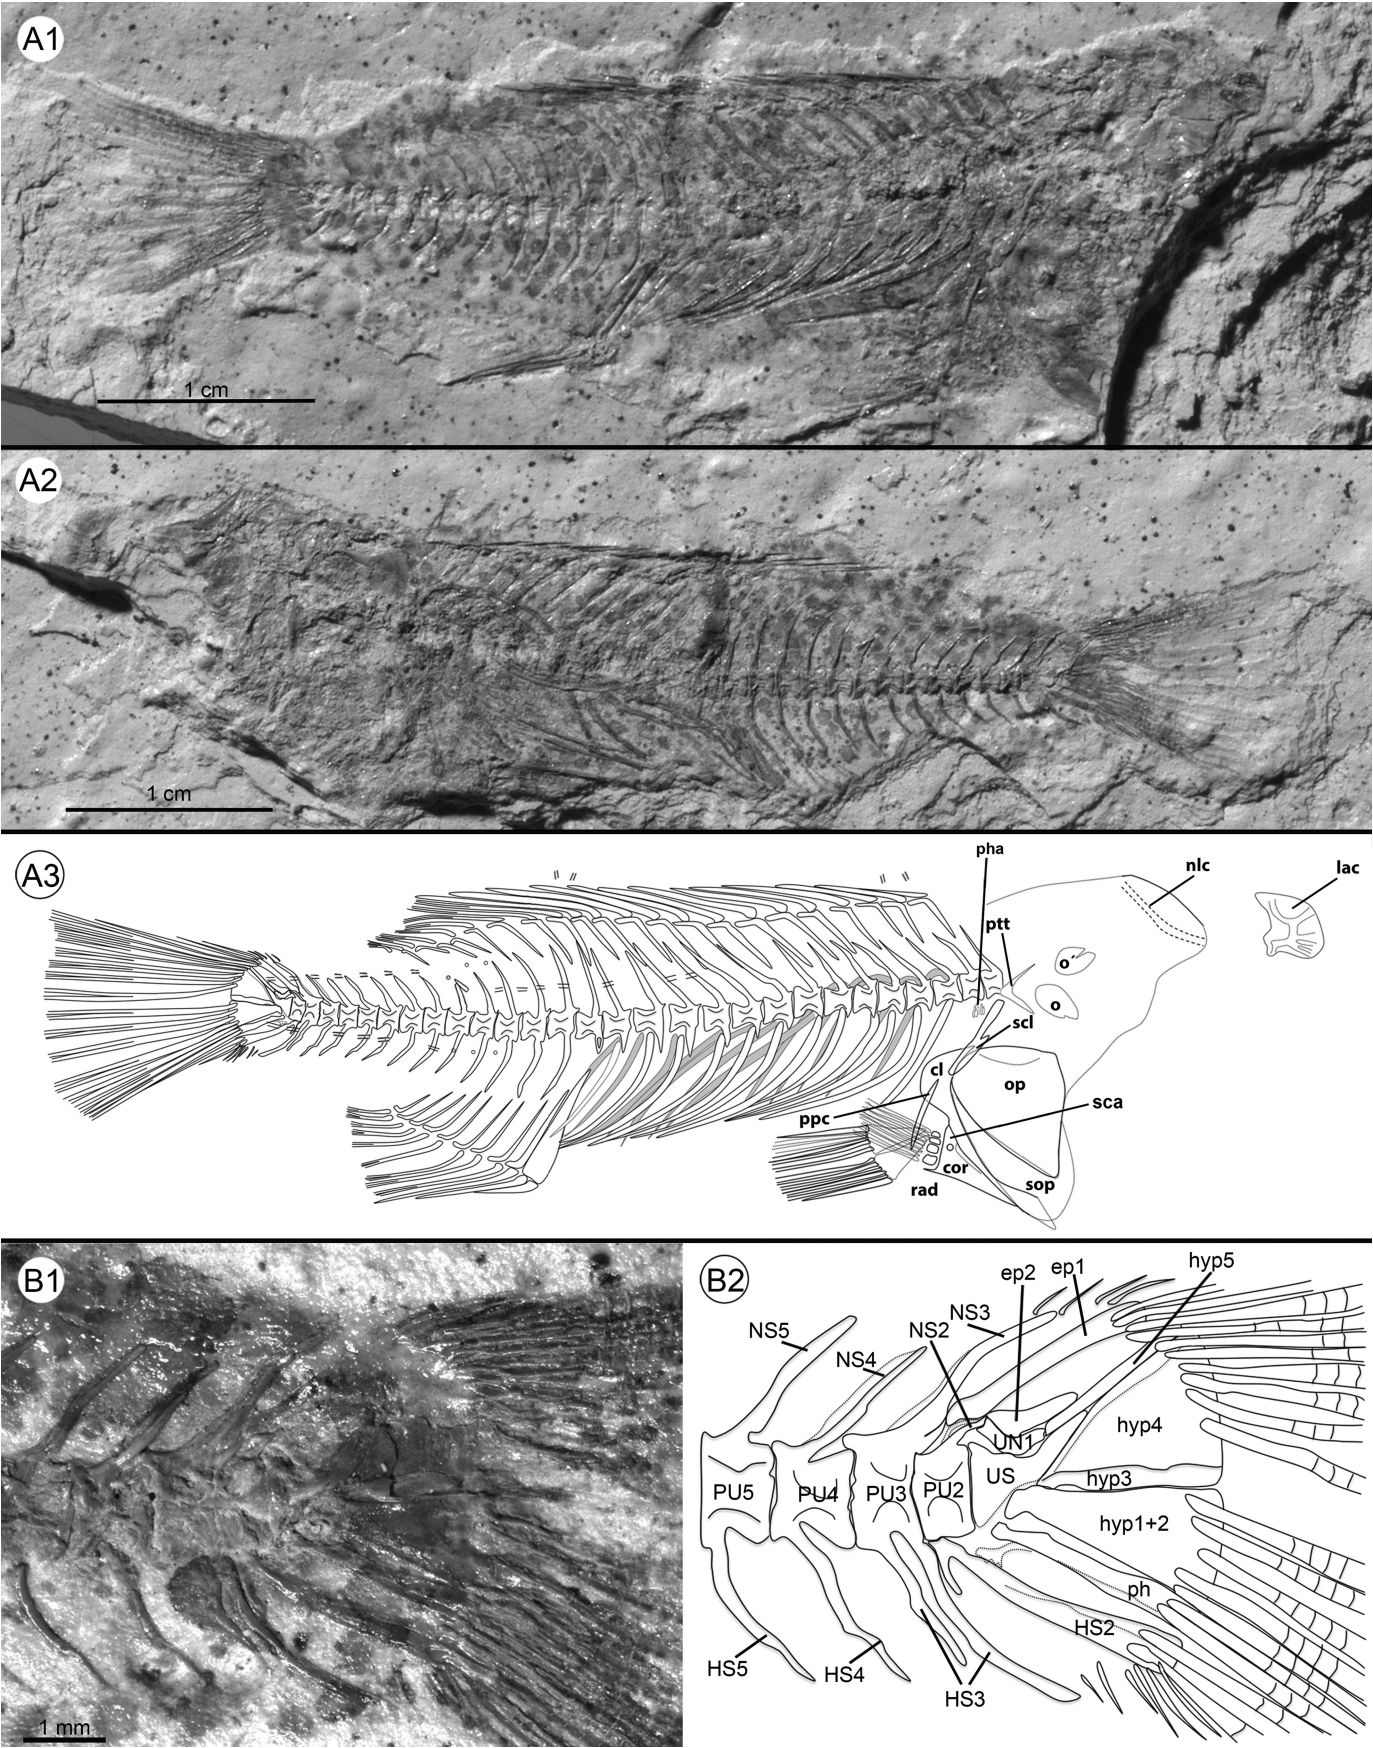 A1
1 cm
A2
1 cm
A3
pha
nlc
lac
ptt
o´
o
scl
cl
op
sca
ppc
cor
sop
rad
B1
1 mm
B2
hyp5
ep1
ep2
NS3
NS2
NS5
NS4
hyp4
UN1
US
hyp3
PU5
PU4
PU3
PU2
hyp1+2
ph
HS2
HS5
HS4
HS3